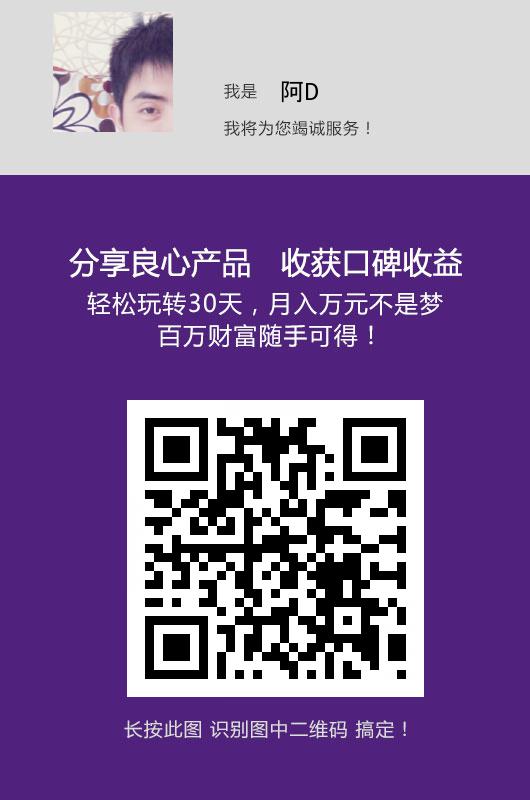 我是 阿D
我将为您竭诚服务！
分享良心产品 收获口碑收益
轻松玩转30天，月入万元不是梦
百万财富随手可得！
长按此图 识别图中二维码 搞定！